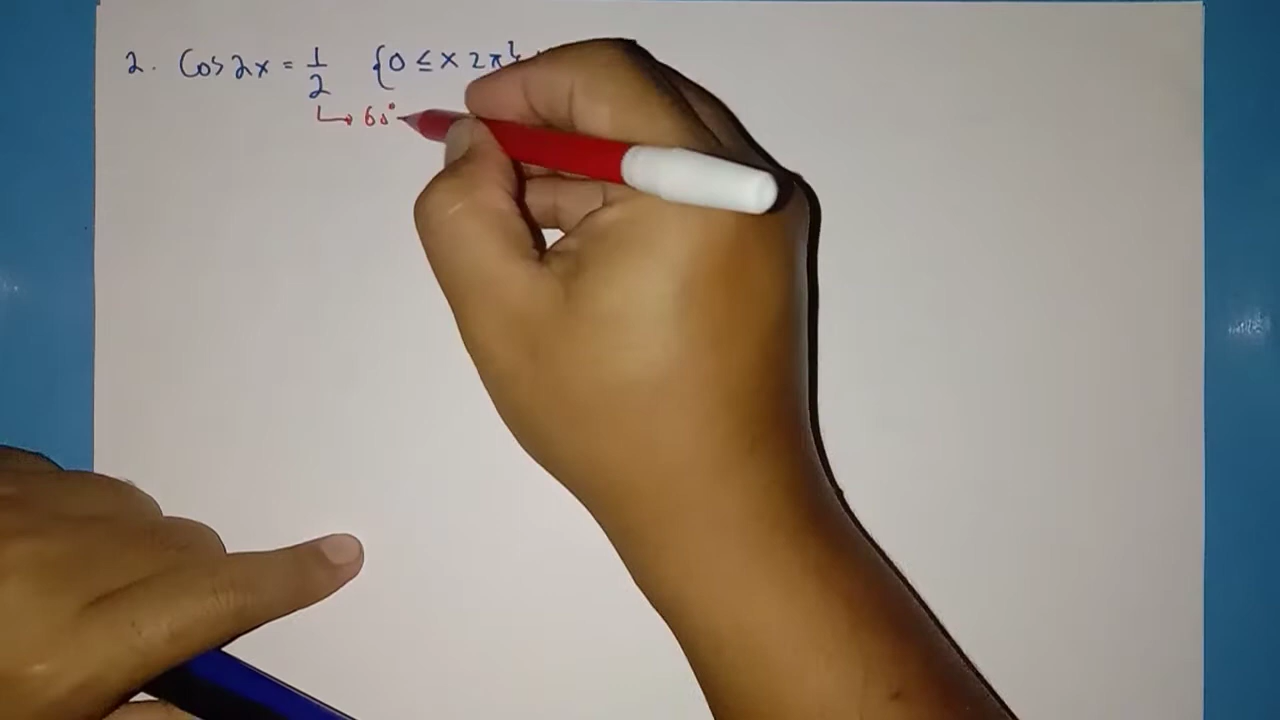 2. Cos 2x = 1/2 {0 ≤ x 2π}
↳ 60°